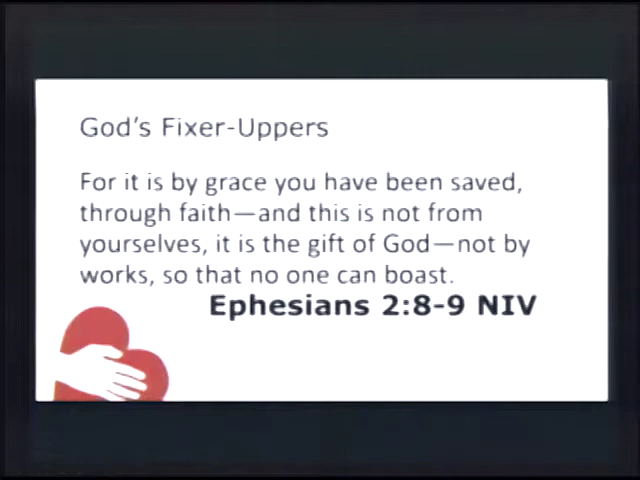 God's Fixer-Uppers
For it is by grace you have been saved,
through faith—and this is not from
yourselves, it is the gift of God—not by
works, so that no one can boast.
Ephesians 2:8-9 NIV